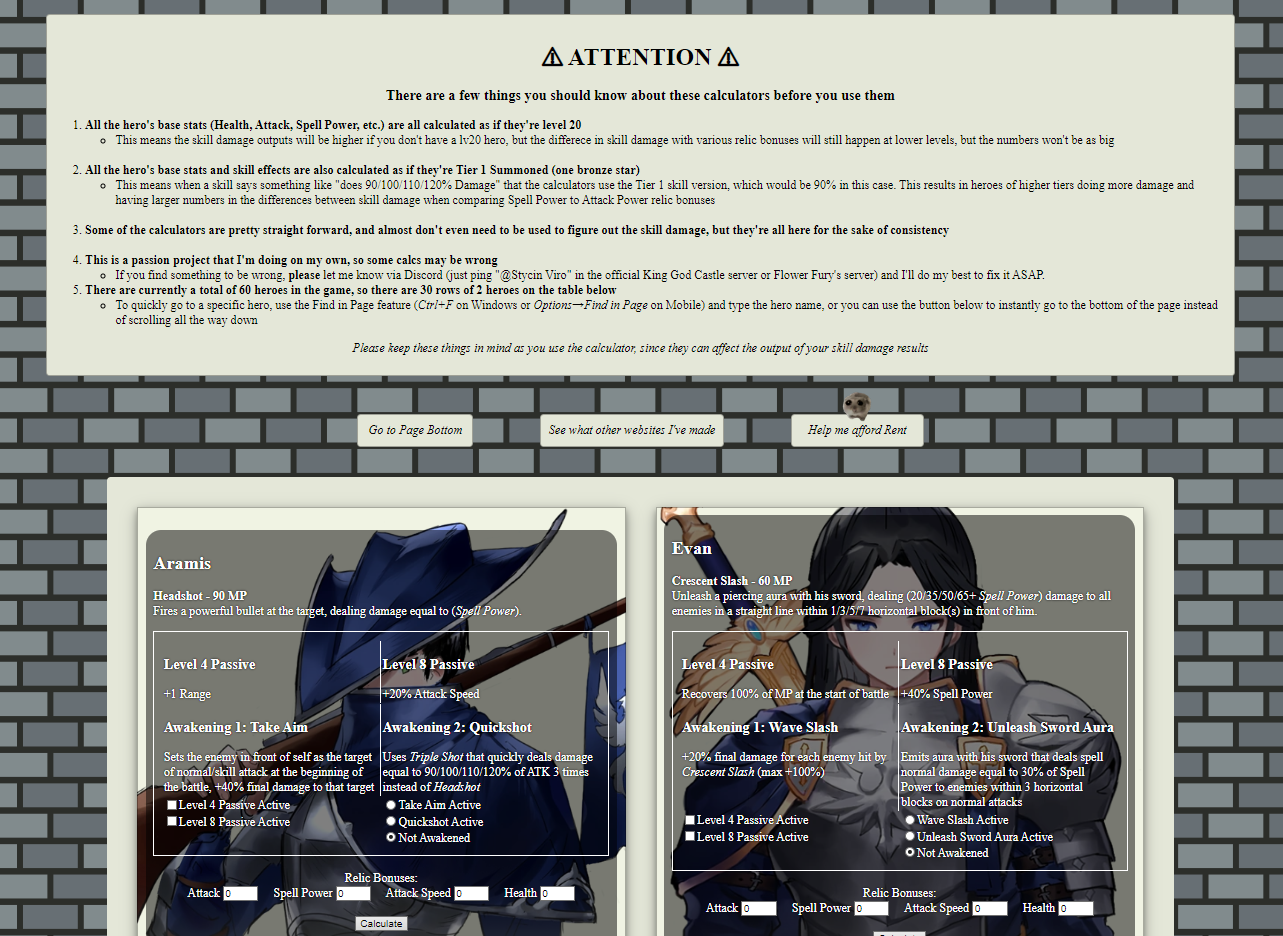 ⚠ ATTENTION ⚠
There are a few things you should know about these calculators before you use them
1. All the hero's base stats (Health, Attack, Spell Power, etc.) are all calculated as if they're level 20
This means the skill damage outputs will be higher if you don't have a lv20 hero, but the differece in skill damage with various relic bonuses will still happen at lower levels, but the numbers won't be as big
2. All the hero's base stats and skill effects are also calculated as if they're Tier 1 Summoned (one bronze star)
This means when a skill says something like "does 90/100/110/120% Damage" that the calculators use the Tier 1 skill version, which would be 90% in this case. This results in heroes of higher tiers doing more damage and
having larger numbers in the differences between skill damage when comparing Spell Power to Attack Power relic bonuses
3. Some of the calculators are pretty straight forward, and almost don't even need to be used to figure out the skill damage, but they're all here for the sake of consistency
4. This is a passion project that I'm doing on my own, so some calcs may be wrong
If you find something to be wrong, please let me know via Discord (just ping "@Stycin Viro" in the official King God Castle server or Flower Fury's server) and I'll do my best to fix it ASAP.
5. There are currently a total of 60 heroes in the game, so there are 30 rows of 2 heroes on the table below
To quickly go to a specific hero, use the Find in Page feature (Ctrl+F on Windows or Options→Find in Page on Mobile) and type the hero name, or you can use the button below to instantly go to the bottom of the page instead
of scrolling all the way down
Please keep these things in mind as you use the calculator, since they can affect the output of your skill damage results
Go to Page Bottom
See what other websites I've made
Help me afford Rent
Aramis
Headshot - 90 MP
Fires a powerful bullet at the target, dealing damage equal to (Spell Power).
Level 4 Passive
+1 Range
Level 8 Passive
+20% Attack Speed
Awakening 1: Take Aim
Sets the enemy in front of self as the target
of normal/skill attack at the beginning of
the battle, +40% final damage to that target
Awakening 2: Quickshot
Uses Triple Shot that quickly deals damage
equal to 90/100/110/120% of ATK 3 times
instead of Headshot
Level 4 Passive Active
Level 8 Passive Active
Take Aim Active
Quickshot Active
Not Awakened
Relic Bonuses:
Attack 0 Spell Power 0 Attack Speed 0 Health 0
Calculate
Evan
Crescent Slash - 60 MP
Unleash a piercing aura with his sword, dealing (20/35/50/65+ Spell Power) damage to all
enemies in a straight line within 1/3/5/7 horizontal block(s) in front of him.
Level 4 Passive
Recovers 100% of MP at the start of battle
Level 8 Passive
+40% Spell Power
Awakening 1: Wave Slash
+20% final damage for each enemy hit by
Crescent Slash (max +100%)
Awakening 2: Unleash Sword Aura
Emits aura with his sword that deals spell
normal damage equal to 30% of Spell
Power to enemies within 3 horizontal
blocks on normal attacks
Level 4 Passive Active
Level 8 Passive Active
Wave Slash Active
Unleash Sword Aura Active
Not Awakened
Relic Bonuses:
Attack 0 Spell Power 0 Attack Speed 0 Health 0